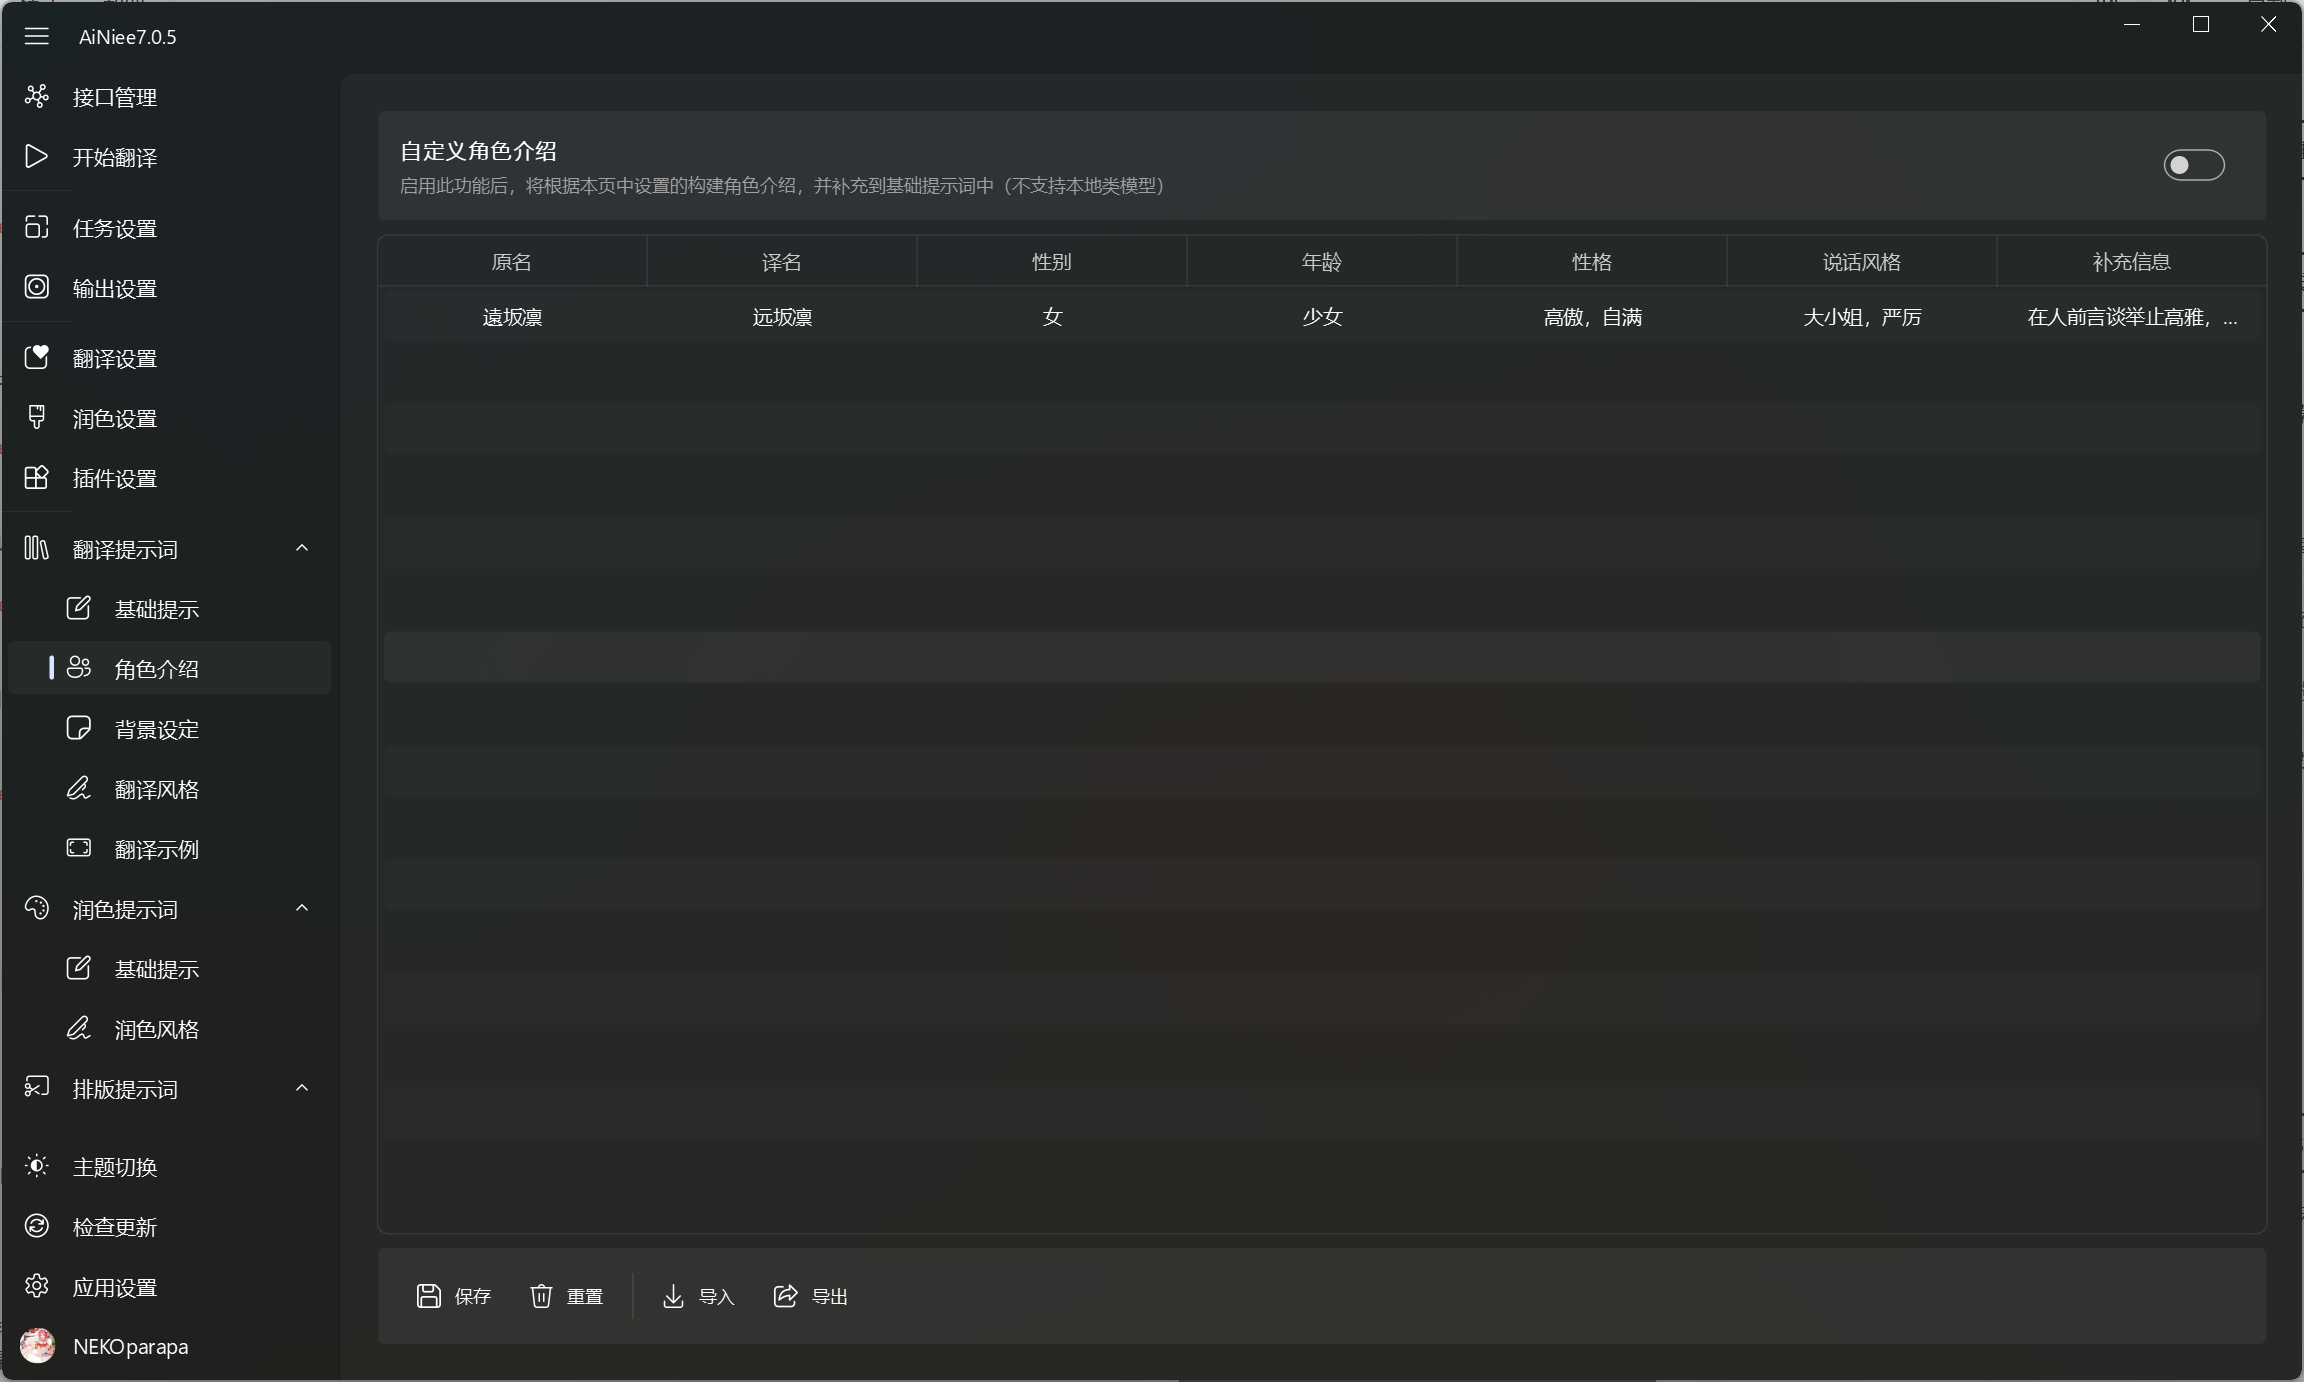 AiNiee7.0.5
接口管理
开始翻译
任务设置
输出设置
翻译设置
润色设置
插件设置
翻译提示词
基础提示
角色介绍
背景设定
翻译风格
翻译示例
润色提示词
基础提示
润色风格
排版提示词
主题切换
检查更新
应用设置
NEKOparapa
自定义角色介绍
启用此功能后，将根据本页中设置的构建角色介绍，并补充到基础提示词中（不支持本地类模型）
原名 译名 性别 年龄 性格 说话风格 补充信息
遠坂凛 远坂凛 女 少女 高傲，自满 大小姐，严厉 在人前言谈举止高雅，...
保存 重置 导入 导出